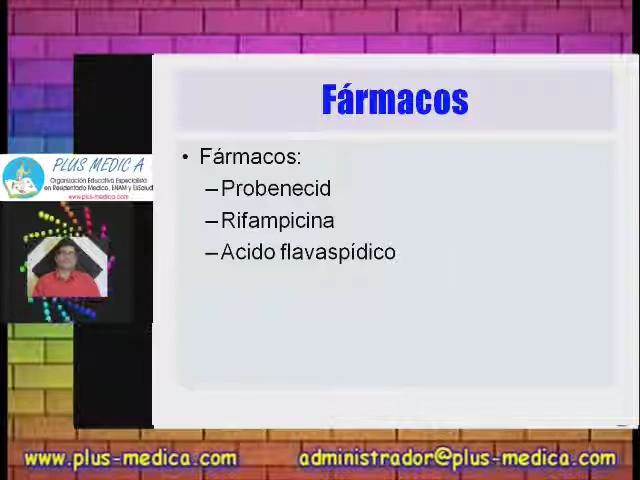 Fármacos
• Fármacos:
–Probenecid
–Rifampicina
–Acido flavaspídico
PLUS MEDIC A
Organización Educativa Especialista
en Residentado Medico, ENAM y EsSalud
www.plus-medica.com
www.plus-medica.com
administrador@plus-medica.com